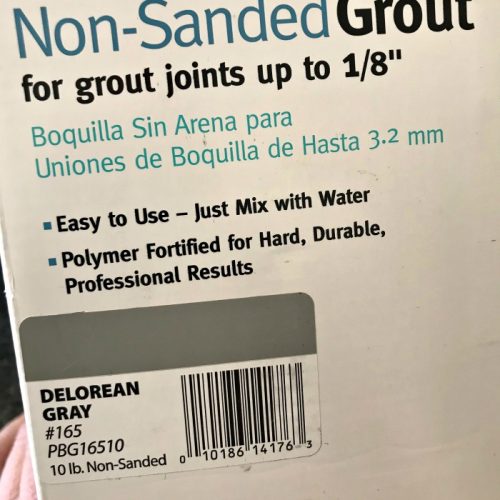 Non-Sanded Grout
for grout joints up to 1/8"
Boquilla Sin Arena para
Uniones de Boquilla de Hasta 3.2 mm
▪ Easy to Use – Just Mix with Water
▪ Polymer Fortified for Hard, Durable,
Professional Results
DELOREAN
GRAY
#165
PBG16510
10 lb. Non-Sanded
0 10186 14176 3